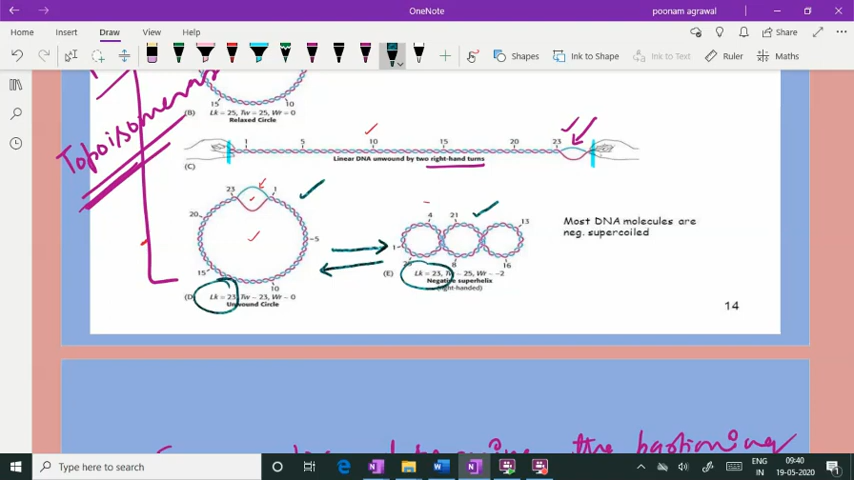 OneNote
poonam agrawal
Home
Insert
Draw
View
Help
Share
Shapes
Ink to Shape
Ink to Text
Ruler
Maths
Topoisomerases
15
10
(B) Lk = 25, Tw = 25, Wr = 0
Relaxed Circle
1
5
10
15
20
23
(C)
Linear DNA unwound by two right-hand turns
23
1
20
5
15
10
(D) Lk = 23, Tw = 23, Wr = 0
Unwound Circle
4
21
13
1
8
16
(E) Lk = 23, Tw = 25, Wr = -2
Negative superhelix
(right-handed)
Most DNA molecules are
neg. supercoiled
14
the
Type here to search
ENG
IN
09:40
19-05-2020